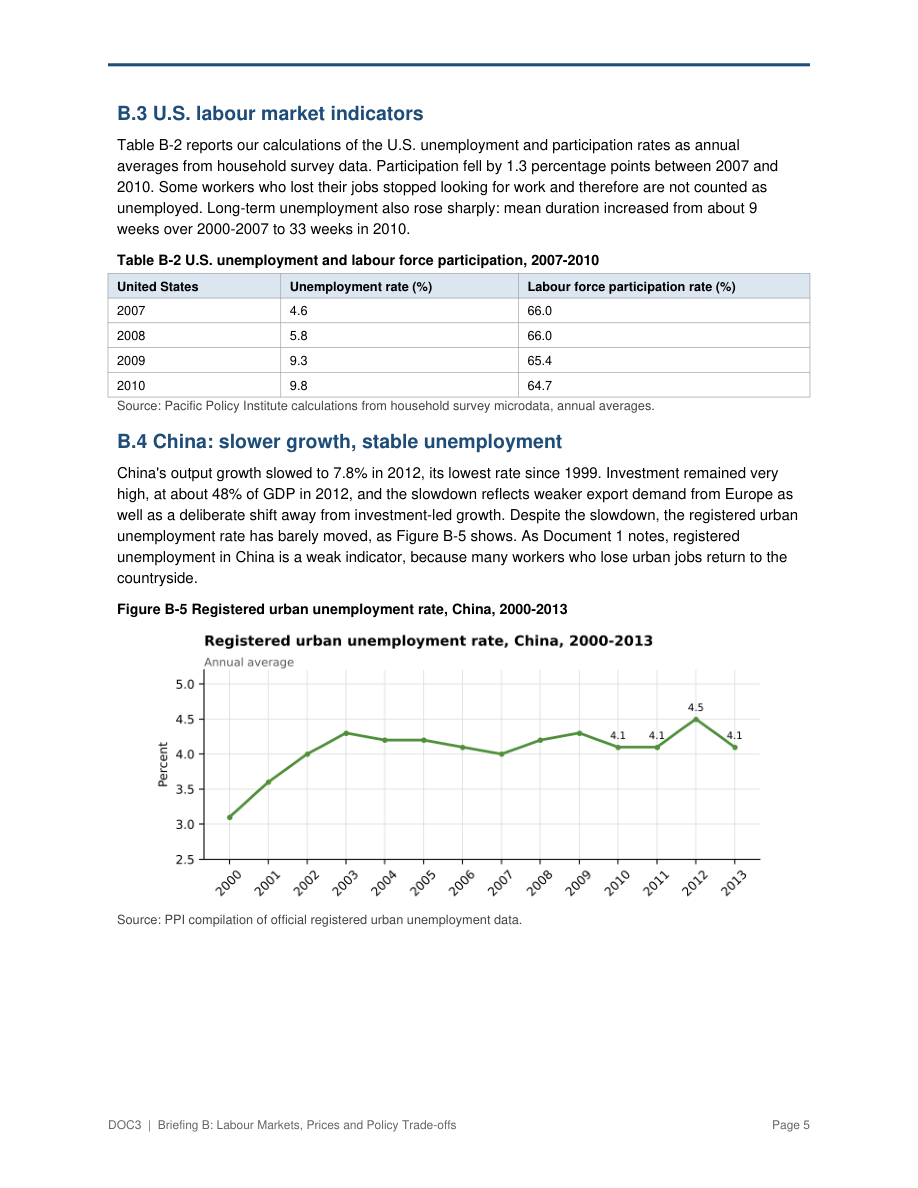 B.3 U.S. labour market indicators
Table B-2 reports our calculations of the U.S. unemployment and participation rates as annual
averages from household survey data. Participation fell by 1.3 percentage points between 2007 and
2010. Some workers who lost their jobs stopped looking for work and therefore are not counted as
unemployed. Long-term unemployment also rose sharply: mean duration increased from about 9
weeks over 2000-2007 to 33 weeks in 2010.
Table B-2 U.S. unemployment and labour force participation, 2007-2010
United States Unemployment rate (%) Labour force participation rate (%)
2007 4.6 66.0
2008 5.8 66.0
2009 9.3 65.4
2010 9.8 64.7
Source: Pacific Policy Institute calculations from household survey microdata, annual averages.
B.4 China: slower growth, stable unemployment
China's output growth slowed to 7.8% in 2012, its lowest rate since 1999. Investment remained very
high, at about 48% of GDP in 2012, and the slowdown reflects weaker export demand from Europe as
well as a deliberate shift away from investment-led growth. Despite the slowdown, the registered urban
unemployment rate has barely moved, as Figure B-5 shows. As Document 1 notes, registered
unemployment in China is a weak indicator, because many workers who lose urban jobs return to the
countryside.
Figure B-5 Registered urban unemployment rate, China, 2000-2013
Registered urban unemployment rate, China, 2000-2013
Annual average
5.0
4.5
4.0
3.5
3.0
2.5
Percent
4.1 4.1 4.5 4.1
2000 2001 2002 2003 2004 2005 2006 2007 2008 2009 2010 2011 2012 2013
Source: PPI compilation of official registered urban unemployment data.
DOC3 | Briefing B: Labour Markets, Prices and Policy Trade-offs Page 5